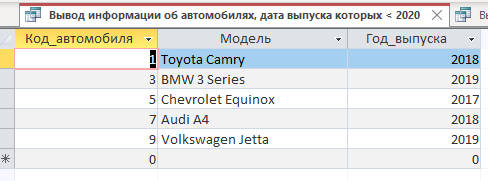 Вывод информации об автомобилях, дата выпуска которых < 2020
Код_автомобиля Модель Год_выпуска
1 Toyota Camry 2018
3 BMW 3 Series 2019
5 Chevrolet Equinox 2017
7 Audi A4 2018
9 Volkswagen Jetta 2019
* 0 0